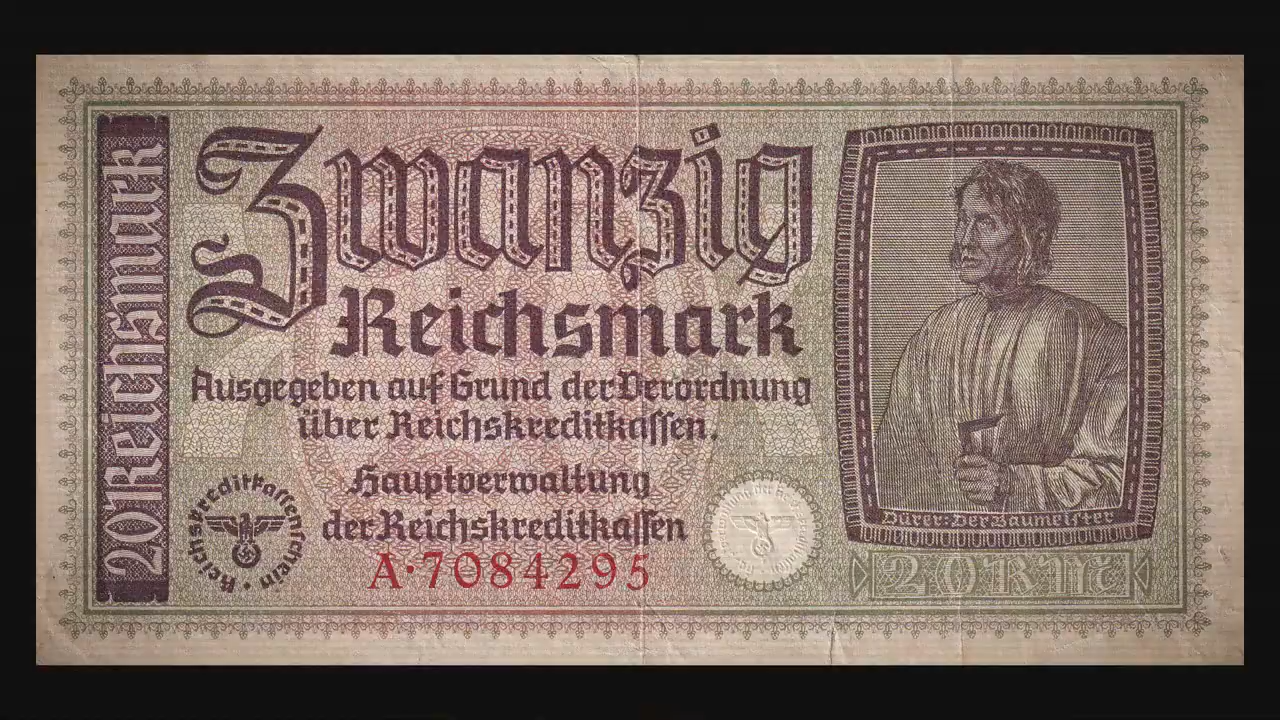 20 Reichsmark
Zwanzig
Reichsmark
Ausgegeben auf Grund der Verordnung
über Reichskreditkassen.
Hauptverwaltung
der Reichskreditkassen
A·7084295
Reichskreditkassenschein
Dürer: Der Baumeister
20 RM